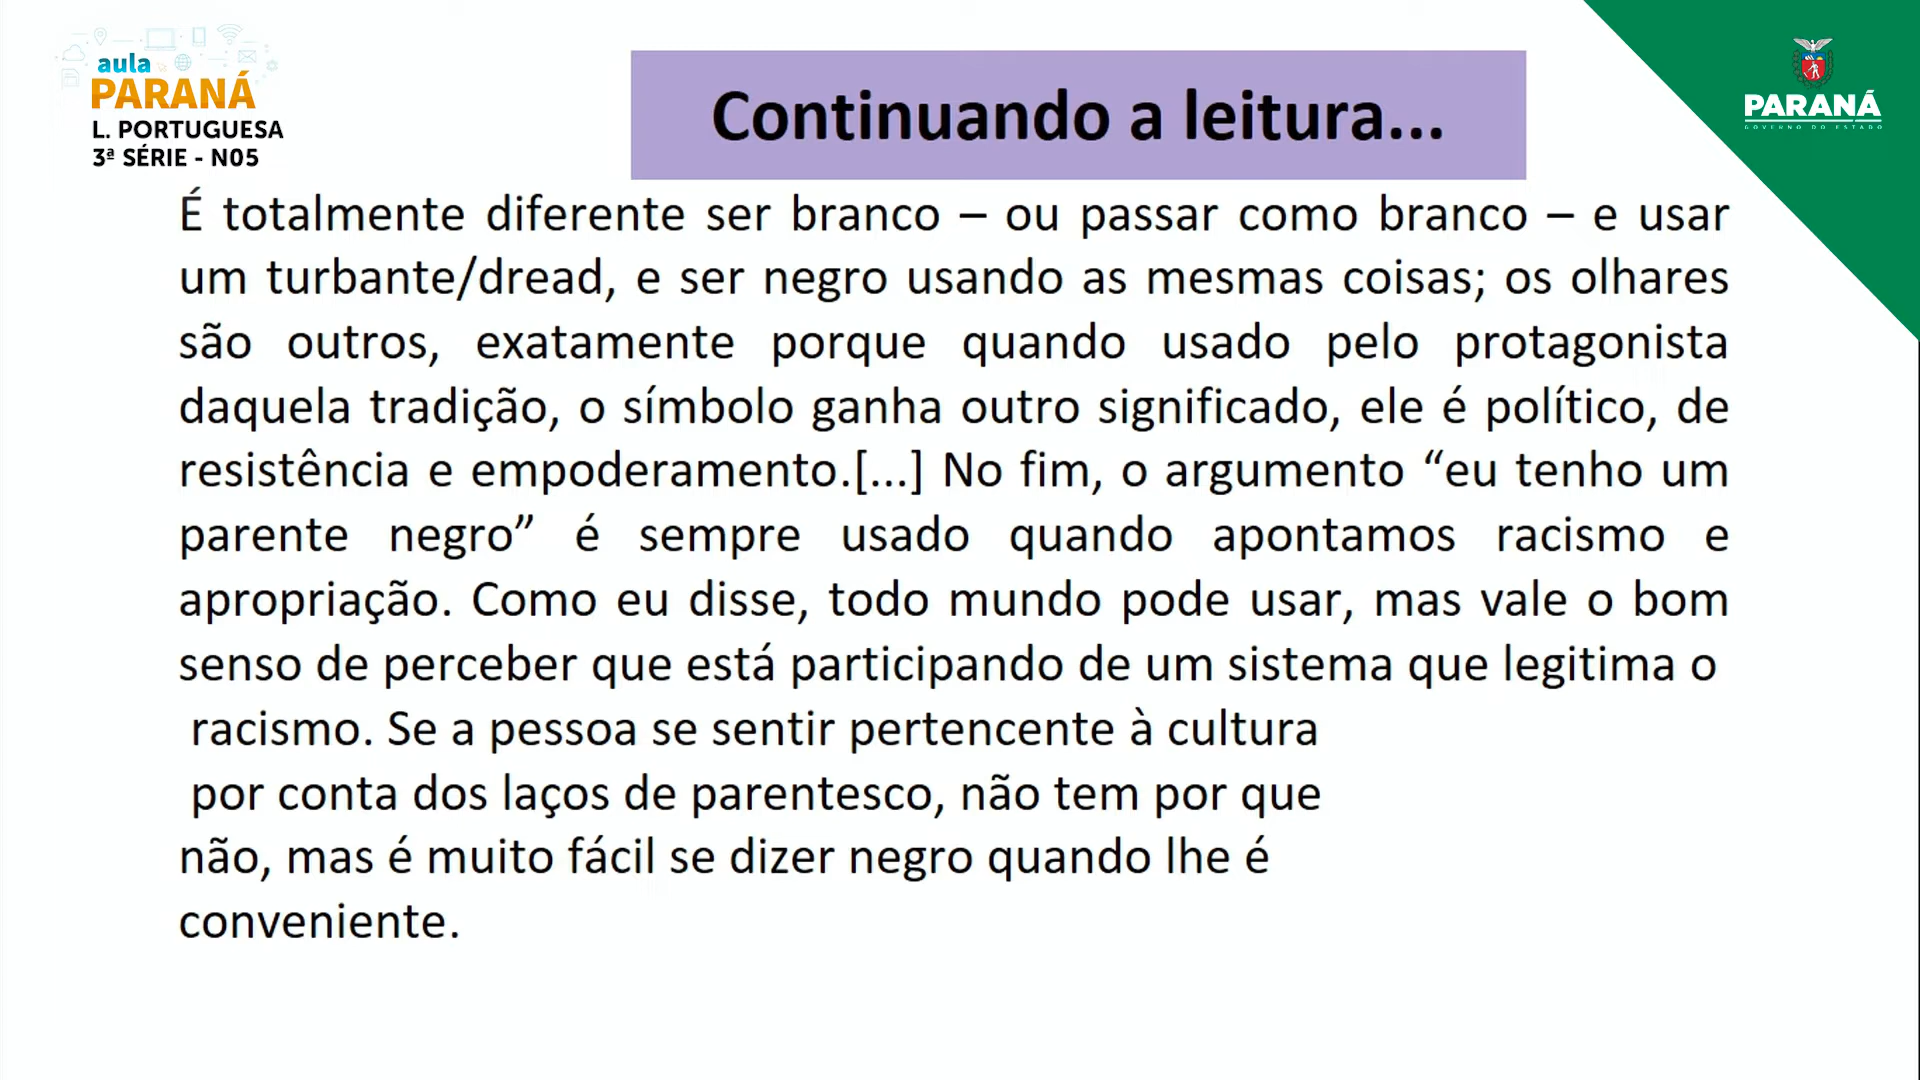 aula
PARANÁ
L. PORTUGUESA
3ª SÉRIE - N05
Continuando a leitura...
PARANÁ
GOVERNO DO ESTADO
É totalmente diferente ser branco – ou passar como branco – e usar
um turbante/dread, e ser negro usando as mesmas coisas; os olhares
são outros, exatamente porque quando usado pelo protagonista
daquela tradição, o símbolo ganha outro significado, ele é político, de
resistência e empoderamento.[...] No fim, o argumento “eu tenho um
parente negro” é sempre usado quando apontamos racismo e
apropriação. Como eu disse, todo mundo pode usar, mas vale o bom
senso de perceber que está participando de um sistema que legitima o
racismo. Se a pessoa se sentir pertencente à cultura
por conta dos laços de parentesco, não tem por que
não, mas é muito fácil se dizer negro quando lhe é
conveniente.